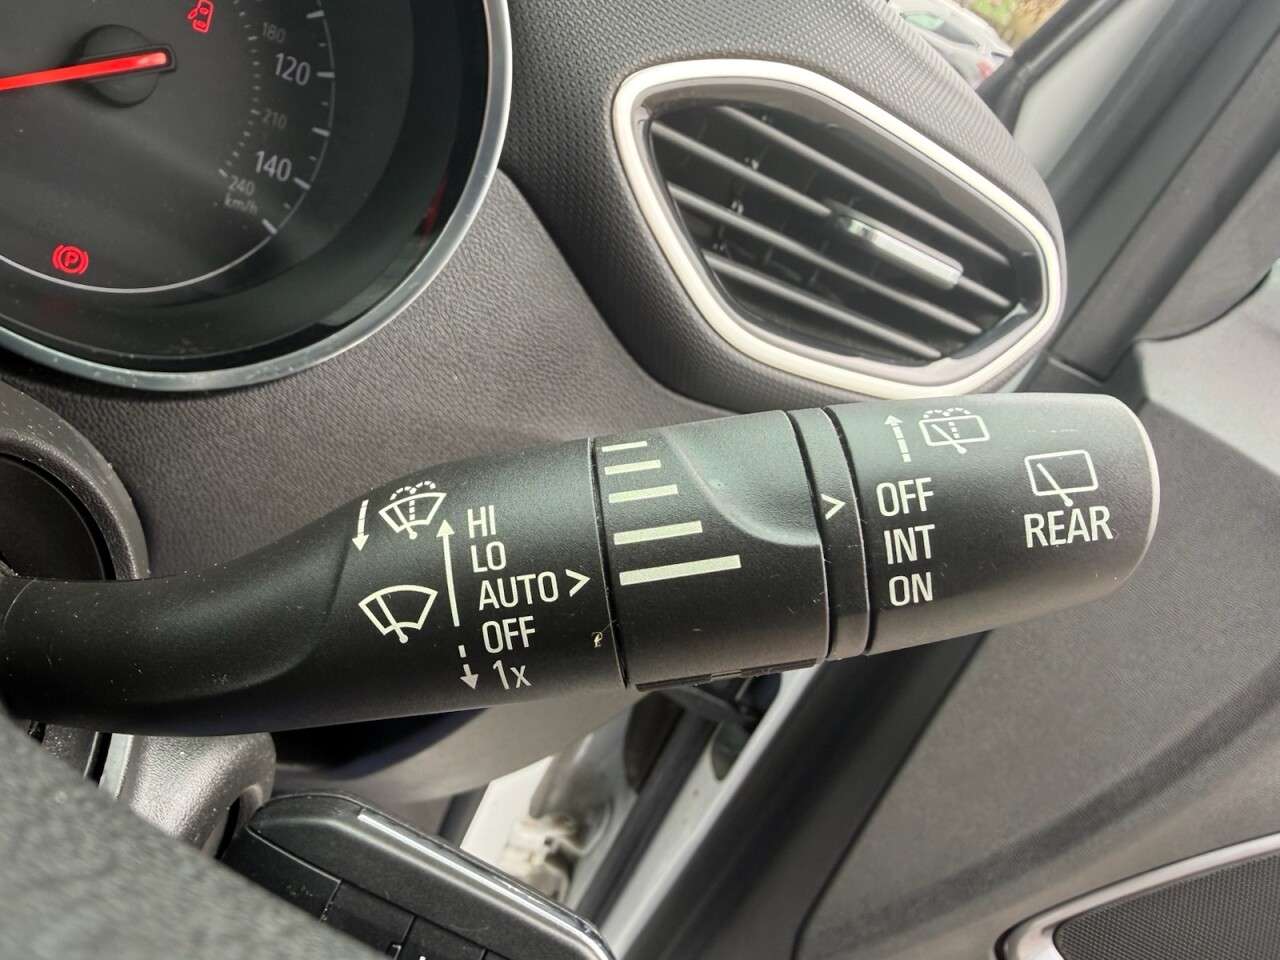 180
120
210
140
240
km/h
P
HI
LO
AUTO >
OFF
1x
>
OFF
INT
ON
REAR